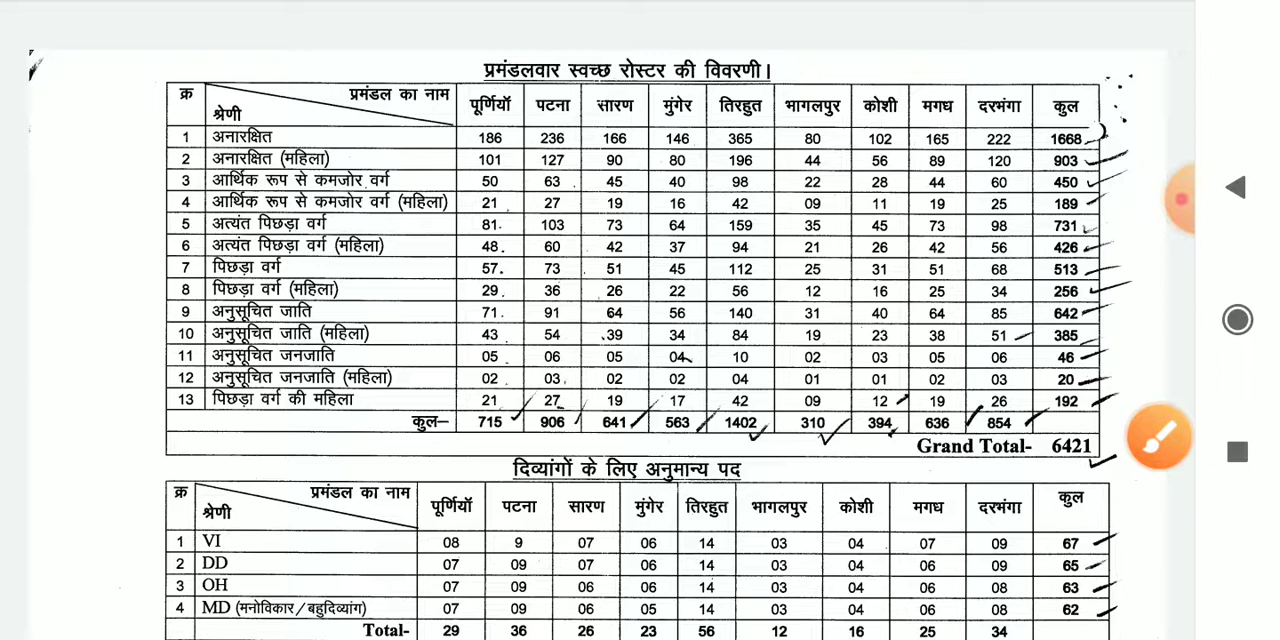 प्रमंडलवार स्वच्छ रोस्टर की विवरणी।
क्र प्रमंडल का नाम श्रेणी पूर्णियॉ पटना सारण मुंगेर तिरहुत भागलपुर कोशी मगध दरभंगा कुल
1 अनारक्षित 186 236 166 146 365 80 102 165 222 1668
2 अनारक्षित (महिला) 101 127 90 80 196 44 56 89 120 903
3 आर्थिक रूप से कमजोर वर्ग 50 63 45 40 98 22 28 44 60 450
4 आर्थिक रूप से कमजोर वर्ग (महिला) 21 27 19 16 42 09 11 19 25 189
5 अत्यंत पिछड़ा वर्ग 81 103 73 64 159 35 45 73 98 731
6 अत्यंत पिछड़ा वर्ग (महिला) 48 60 42 37 94 21 26 42 56 426
7 पिछड़ा वर्ग 57 73 51 45 112 25 31 51 68 513
8 पिछड़ा वर्ग (महिला) 29 36 26 22 56 12 16 25 34 256
9 अनुसूचित जाति 71 91 64 56 140 31 40 64 85 642
10 अनुसूचित जाति (महिला) 43 54 39 34 84 19 23 38 51 385
11 अनुसूचित जनजाति 05 06 05 04 10 02 03 05 06 46
12 अनुसूचित जनजाति (महिला) 02 03 02 02 04 01 01 02 03 20
13 पिछड़ा वर्ग की महिला 21 27 19 17 42 09 12 19 26 192
कुल– 715 906 641 563 1402 310 394 636 854
Grand Total- 6421
दिव्यांगों के लिए अनुमान्य पद
क्र प्रमंडल का नाम श्रेणी पूर्णियॉ पटना सारण मुंगेर तिरहुत भागलपुर कोशी मगध दरभंगा कुल
1 VI 08 9 07 06 14 03 04 07 09 67
2 DD 07 09 07 06 14 03 04 06 09 65
3 OH 07 09 06 06 14 03 04 06 08 63
4 MD (मनोविकार/बहुदिव्यांग) 07 09 06 05 14 03 04 06 08 62
Total- 29 36 26 23 56 12 16 25 34